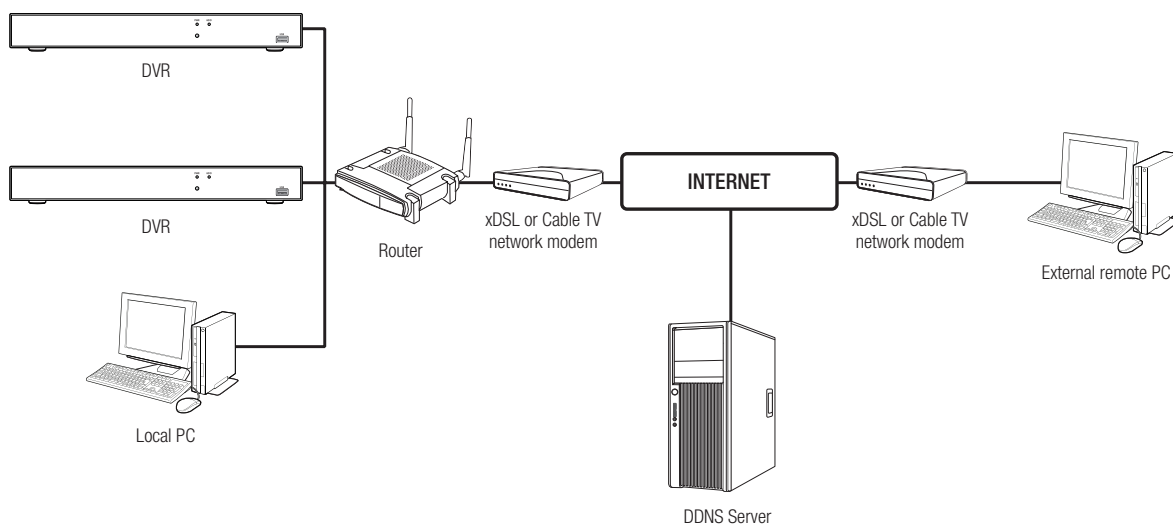 DVR
DVR
Local PC
Router
xDSL or Cable TV
network modem
INTERNET
DDNS Server
xDSL or Cable TV
network modem
External remote PC